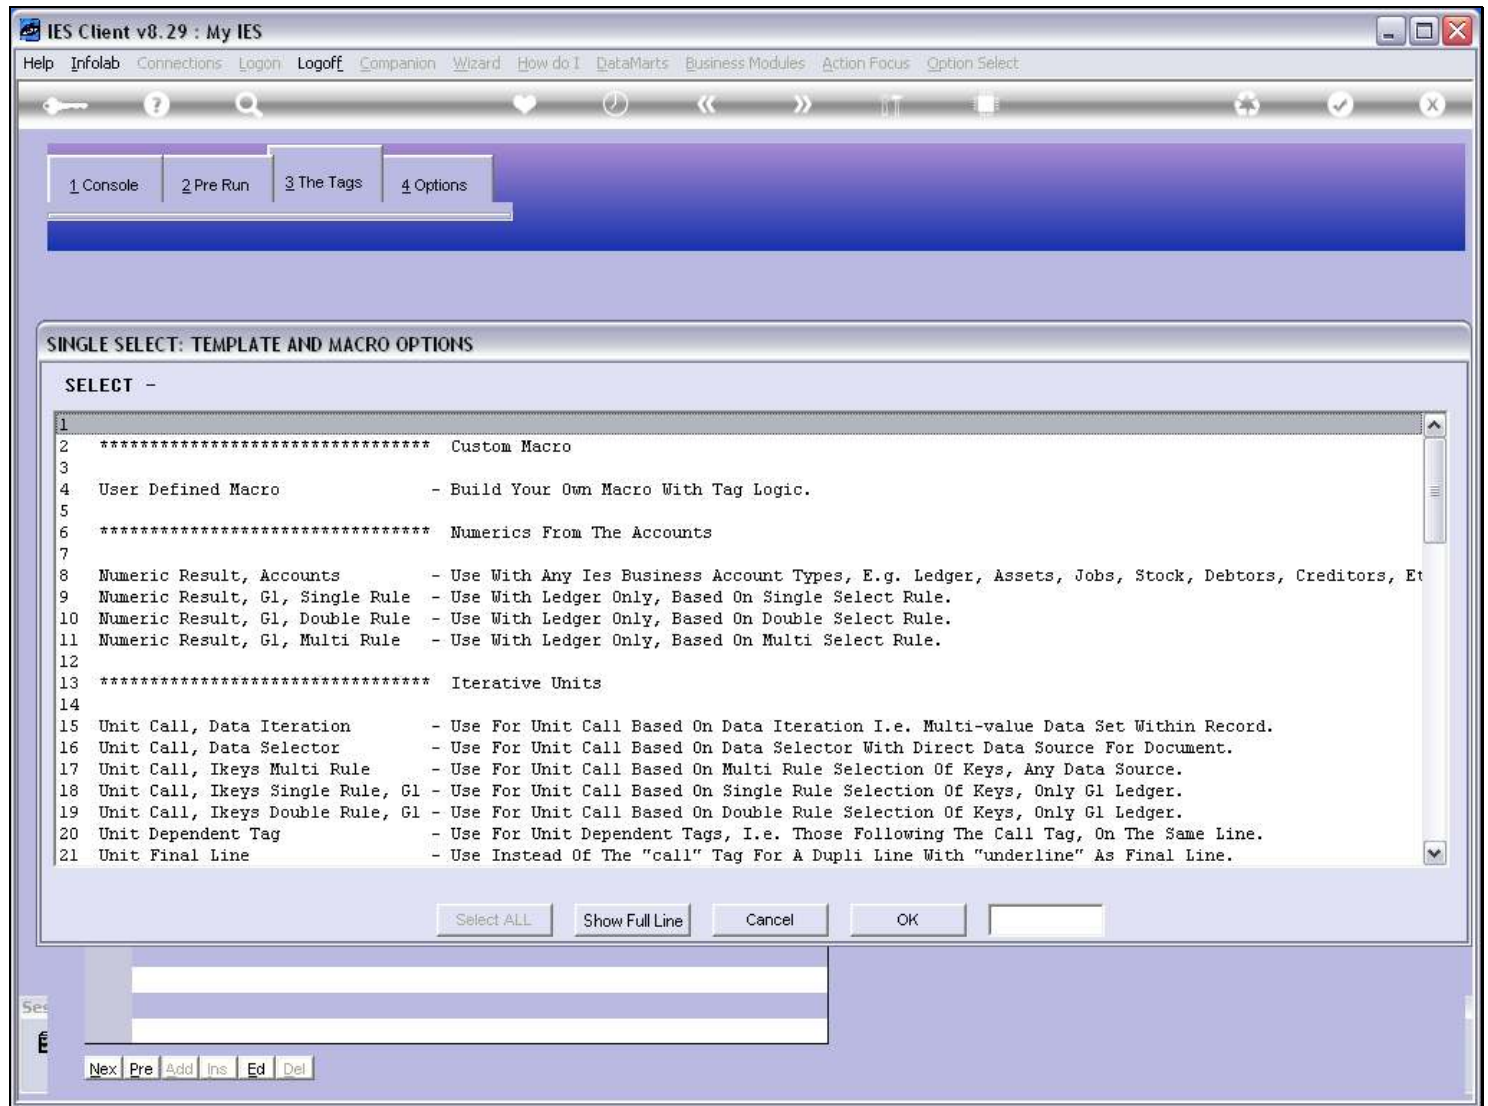 IES Client v8.29 : My IES
Help Infolab Connections Logon Logoff Companion Wizard How do I DataMarts Business Modules Action Focus Option Select
1 Console 2 Pre Run 3 The Tags 4 Options
SINGLE SELECT: TEMPLATE AND MACRO OPTIONS
SELECT -
1
2 ********************************* Custom Macro
3
4 User Defined Macro - Build Your Own Macro With Tag Logic.
5
6 ********************************* Numerics From The Accounts
7
8 Numeric Result, Accounts - Use With Any Ies Business Account Types, E.g. Ledger, Assets, Jobs, Stock, Debtors, Creditors, Et
9 Numeric Result, Gl, Single Rule - Use With Ledger Only, Based On Single Select Rule.
10 Numeric Result, Gl, Double Rule - Use With Ledger Only, Based On Double Select Rule.
11 Numeric Result, Gl, Multi Rule - Use With Ledger Only, Based On Multi Select Rule.
12
13 ********************************* Iterative Units
14
15 Unit Call, Data Iteration - Use For Unit Call Based On Data Iteration I.e. Multi-value Data Set Within Record.
16 Unit Call, Data Selector - Use For Unit Call Based On Data Selector With Direct Data Source For Document.
17 Unit Call, Ikeys Multi Rule - Use For Unit Call Based On Multi Rule Selection Of Keys, Any Data Source.
18 Unit Call, Ikeys Single Rule, Gl - Use For Unit Call Based On Single Rule Selection Of Keys, Only Gl Ledger.
19 Unit Call, Ikeys Double Rule, Gl - Use For Unit Call Based On Double Rule Selection Of Keys, Only Gl Ledger.
20 Unit Dependent Tag - Use For Unit Dependent Tags, I.e. Those Following The Call Tag, On The Same Line.
21 Unit Final Line - Use Instead Of The "call" Tag For A Dupli Line With "underline" As Final Line.
Select ALL Show Full Line Cancel OK
Ses
Nex Pre Add Ins Ed Del